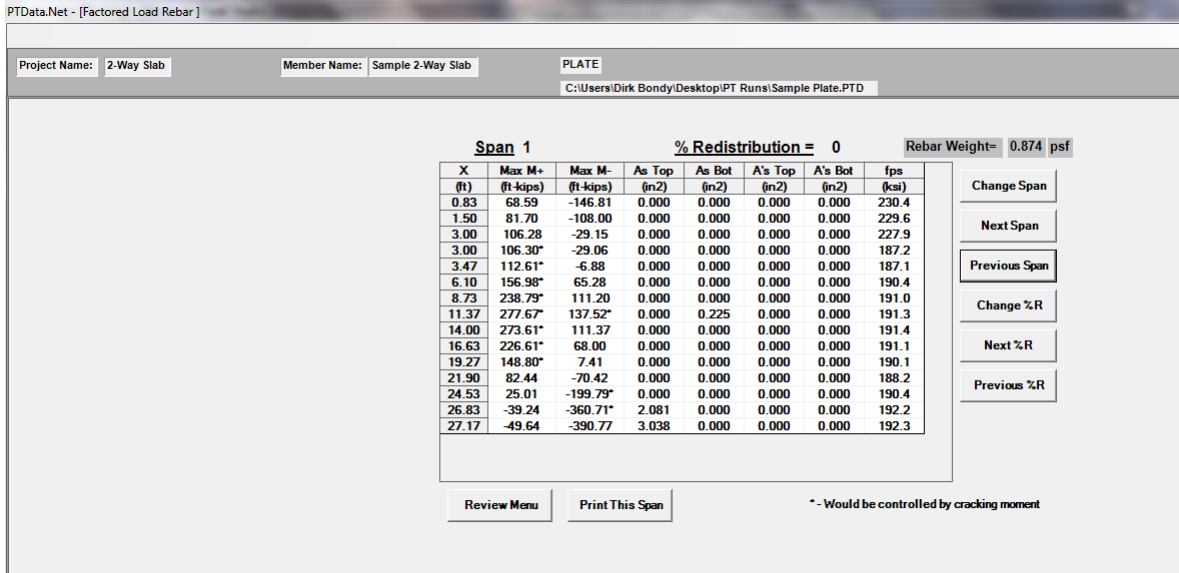 PTData.Net - [Factored Load Rebar ]
Project Name: 2-Way Slab Member Name: Sample 2-Way Slab PLATE
C:\Users\Dirk Bondy\Desktop\PT Runs\Sample Plate.PTD
Span 1 % Redistribution = 0 Rebar Weight= 0.874 psf
X Max M+ Max M- As Top As Bot A's Top A's Bot fps
(ft) (ft-kips) (ft-kips) (in2) (in2) (in2) (in2) (ksi)
0.83 68.59 -146.81 0.000 0.000 0.000 0.000 230.4
1.50 81.70 -108.00 0.000 0.000 0.000 0.000 229.6
3.00 106.28 -29.15 0.000 0.000 0.000 0.000 227.9
3.00 106.30* -29.06 0.000 0.000 0.000 0.000 187.2
3.47 112.61* -6.88 0.000 0.000 0.000 0.000 187.1
6.10 156.98* 65.28 0.000 0.000 0.000 0.000 190.4
8.73 238.79* 111.20 0.000 0.000 0.000 0.000 191.0
11.37 277.67* 137.52* 0.000 0.225 0.000 0.000 191.3
14.00 273.61* 111.37 0.000 0.000 0.000 0.000 191.4
16.63 226.61* 68.00 0.000 0.000 0.000 0.000 191.1
19.27 148.80* 7.41 0.000 0.000 0.000 0.000 190.1
21.90 82.44 -70.42 0.000 0.000 0.000 0.000 188.2
24.53 25.01 -199.79* 0.000 0.000 0.000 0.000 190.4
26.83 -39.24 -360.71* 2.081 0.000 0.000 0.000 192.2
27.17 -49.64 -390.77 3.038 0.000 0.000 0.000 192.3
Change Span
Next Span
Previous Span
Change %R
Next %R
Previous %R
Review Menu Print This Span * - Would be controlled by cracking moment